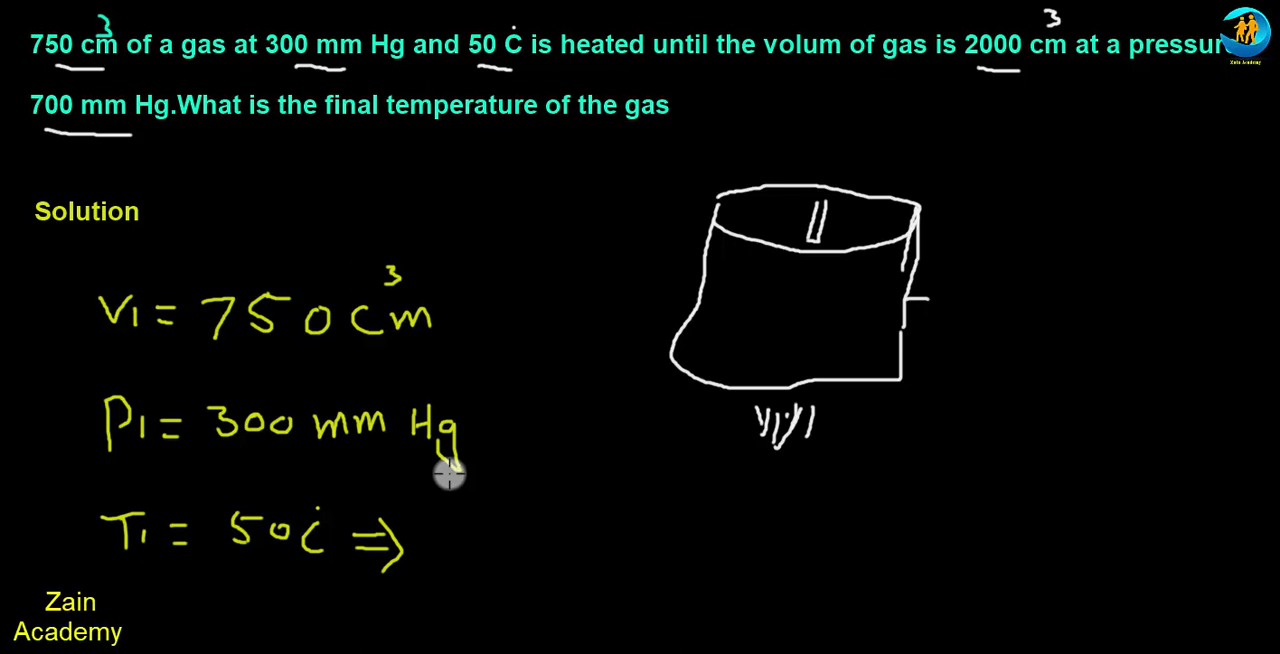 750 cm³ of a gas at 300 mm Hg and 50 Ċ is heated until the volum of gas is 2000 cm³ at a pressur
700 mm Hg.What is the final temperature of the gas
Zain Academy
Solution
V1 = 750 cm³
P1 = 300 mm Hg
T1 = 50 ċ ⇒
Zain
Academy